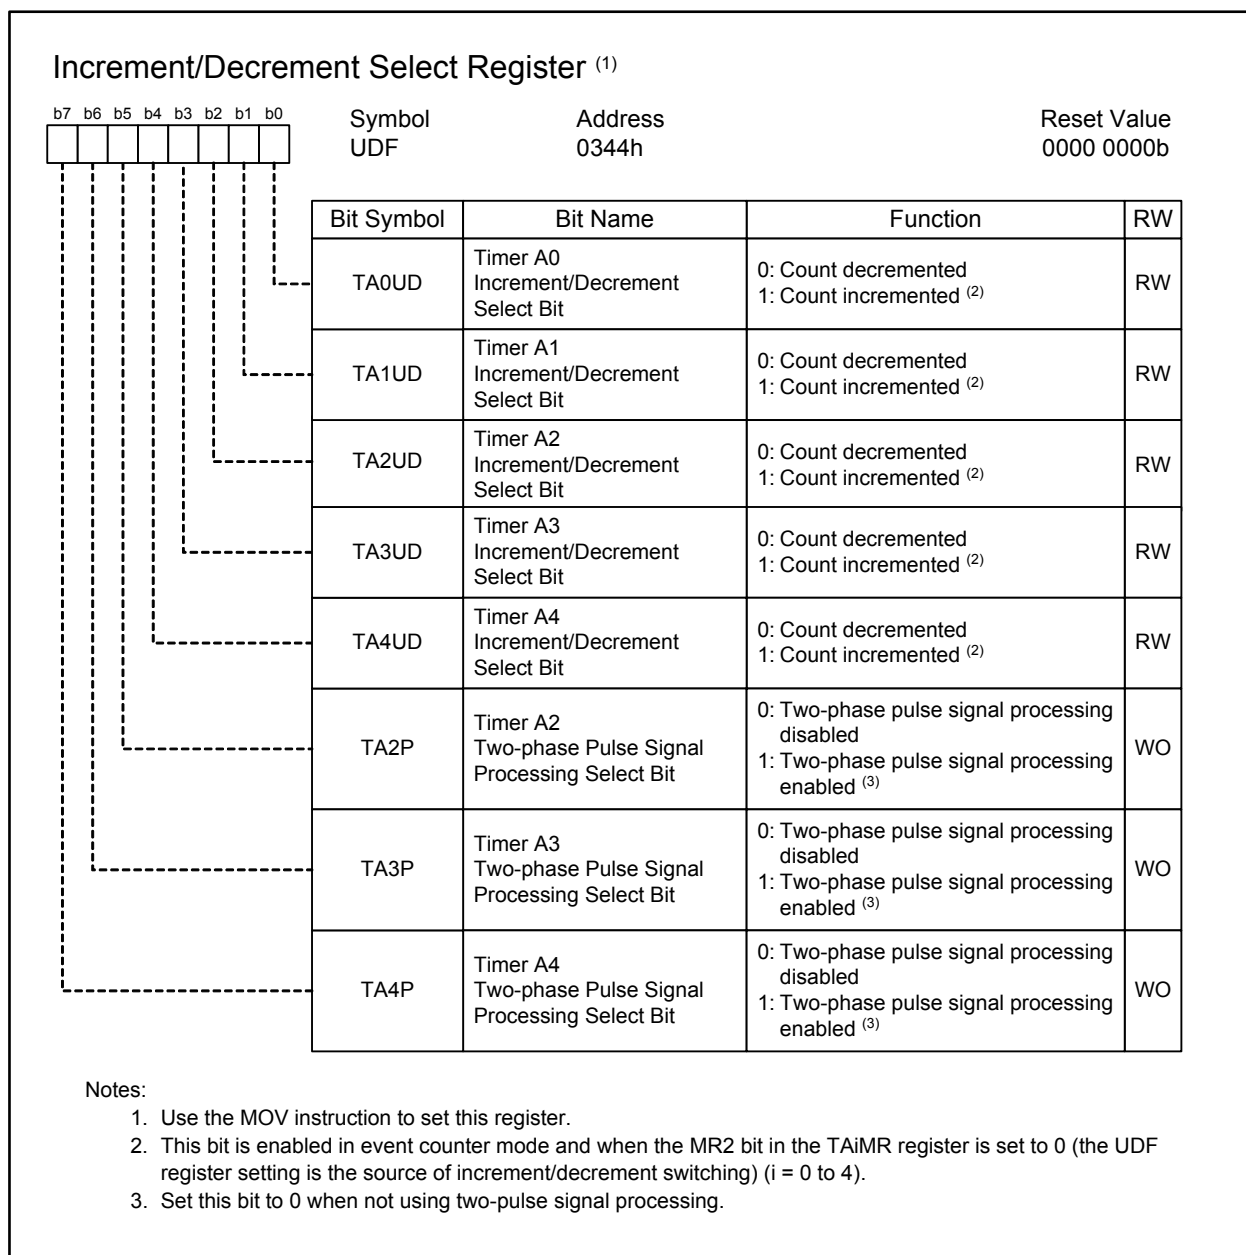 Increment/Decrement Select Register (1)
b7 b6 b5 b4 b3 b2 b1 b0
Symbol Address Reset Value
UDF 0344h 0000 0000b
Bit Symbol Bit Name Function RW
TA0UD
Timer A0
Increment/Decrement
Select Bit
0: Count decremented
1: Count incremented (2)
RW
TA1UD
Timer A1
Increment/Decrement
Select Bit
0: Count decremented
1: Count incremented (2)
RW
TA2UD
Timer A2
Increment/Decrement
Select Bit
0: Count decremented
1: Count incremented (2)
RW
TA3UD
Timer A3
Increment/Decrement
Select Bit
0: Count decremented
1: Count incremented (2)
RW
TA4UD
Timer A4
Increment/Decrement
Select Bit
0: Count decremented
1: Count incremented (2)
RW
TA2P
Timer A2
Two-phase Pulse Signal
Processing Select Bit
0: Two-phase pulse signal processing
disabled
1: Two-phase pulse signal processing
enabled (3)
WO
TA3P
Timer A3
Two-phase Pulse Signal
Processing Select Bit
0: Two-phase pulse signal processing
disabled
1: Two-phase pulse signal processing
enabled (3)
WO
TA4P
Timer A4
Two-phase Pulse Signal
Processing Select Bit
0: Two-phase pulse signal processing
disabled
1: Two-phase pulse signal processing
enabled (3)
WO
Notes:
1. Use the MOV instruction to set this register.
2. This bit is enabled in event counter mode and when the MR2 bit in the TAiMR register is set to 0 (the UDF
register setting is the source of increment/decrement switching) (i = 0 to 4).
3. Set this bit to 0 when not using two-pulse signal processing.